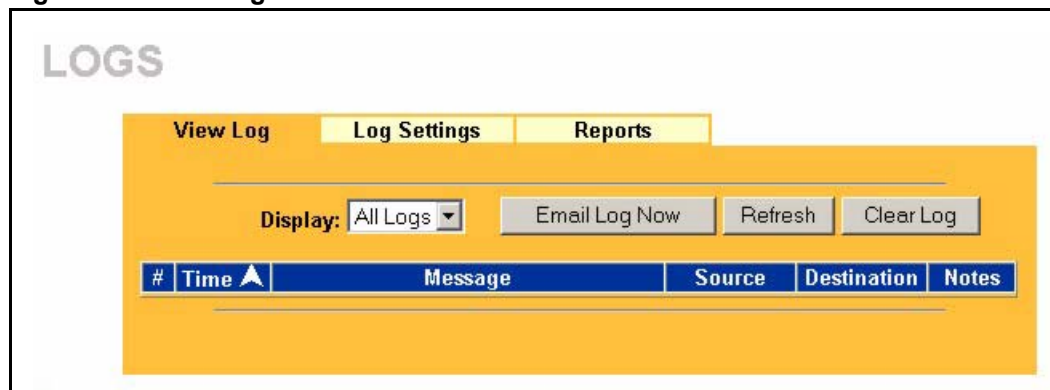 LOGS
View Log Log Settings Reports
Display: All Logs Email Log Now Refresh Clear Log
# Time Message Source Destination Notes